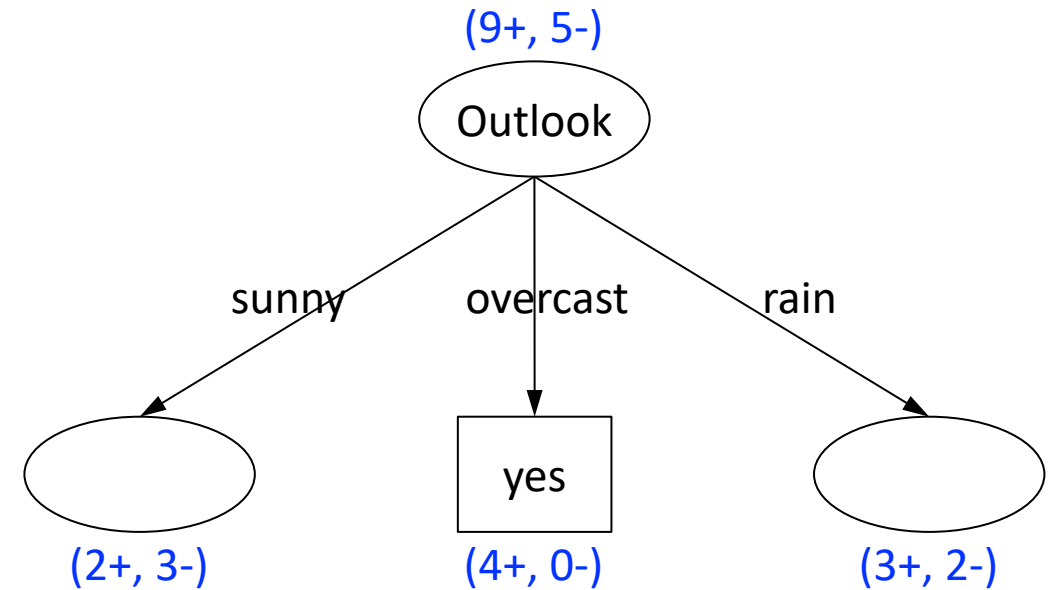 (9+, 5-)
Outlook
sunny
overcast
rain
yes
(2+, 3-)
(4+, 0-)
(3+, 2-)